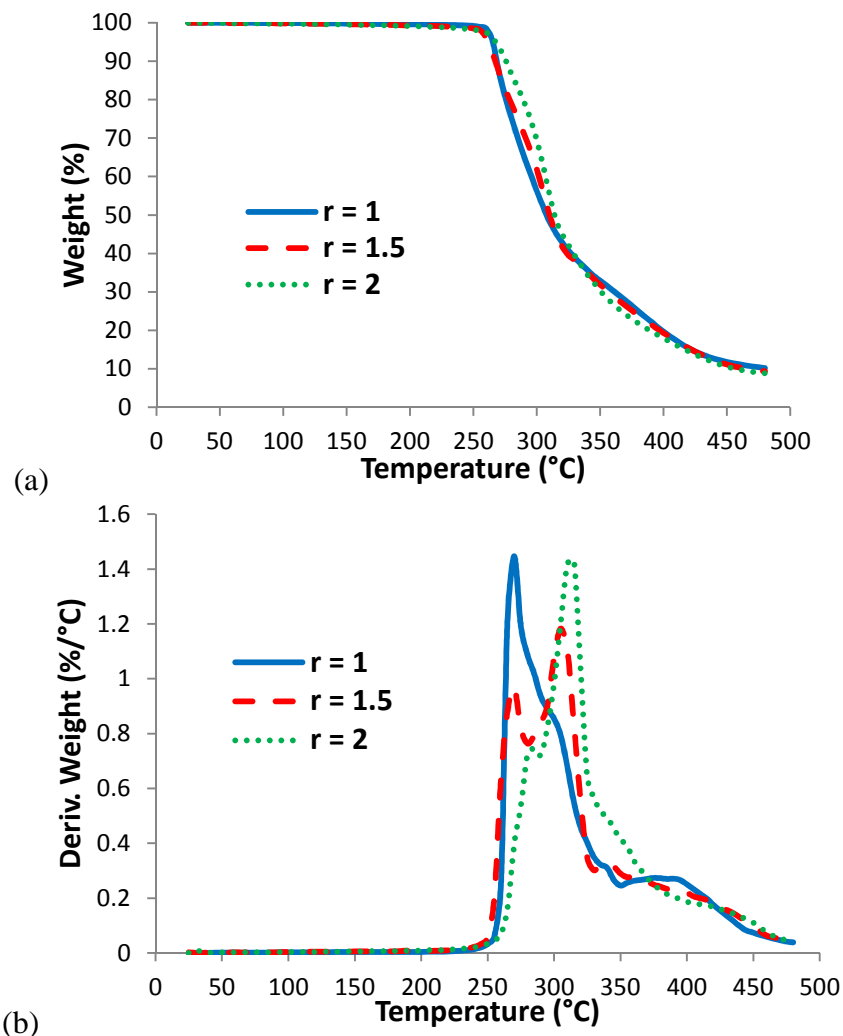 100
90
80
70
60
50
40
30
20
10
0
Weight (%)
r = 1
r = 1.5
r = 2
0 50 100 150 200 250 300 350 400 450 500
Temperature (°C)
(a)
1.6
1.4
1.2
1
0.8
0.6
0.4
0.2
0
Deriv. Weight (%/°C)
r = 1
r = 1.5
r = 2
0 50 100 150 200 250 300 350 400 450 500
Temperature (°C)
(b)